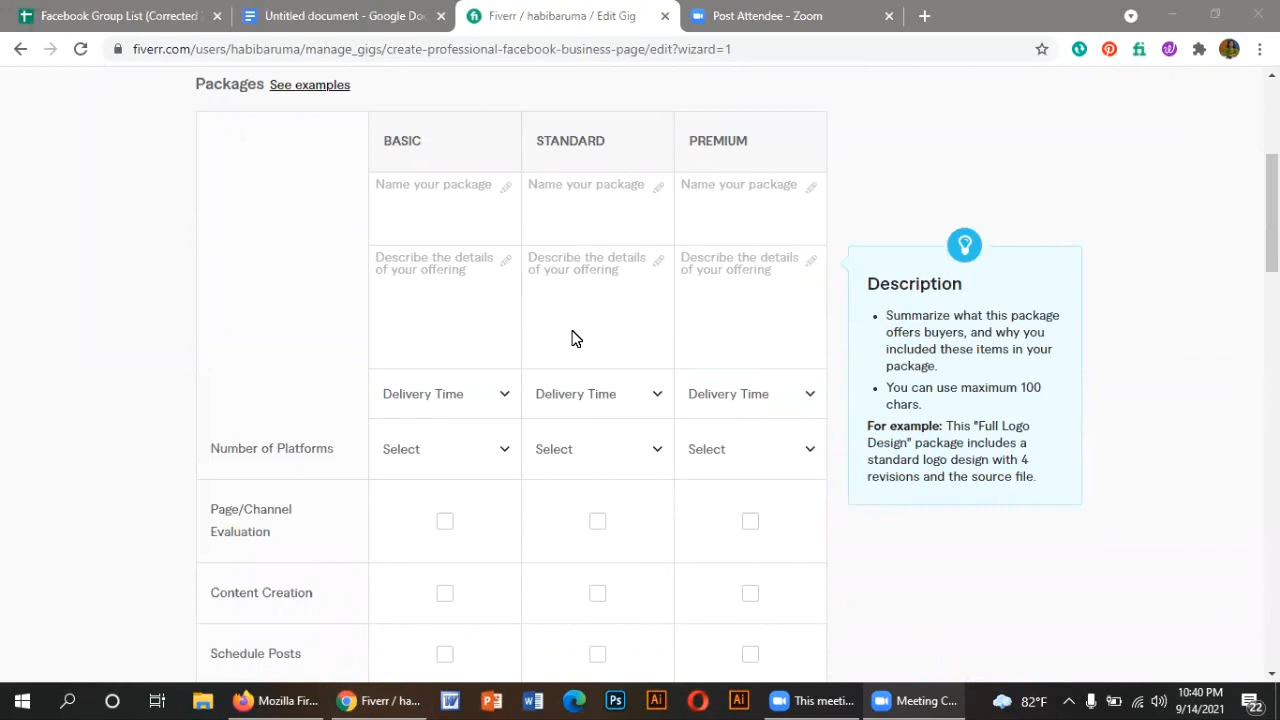 Facebook Group List (Corrected
Untitled document - Google Do
Fiverr / habibaruma / Edit Gig
Post Attendee - Zoom
fiverr.com/users/habibaruma/manage_gigs/create-professional-facebook-business-page/edit?wizard=1
Packages See examples
BASIC STANDARD PREMIUM
Name your package Name your package Name your package
Describe the details Describe the details Describe the details
of your offering of your offering of your offering
Description
Summarize what this package
offers buyers, and why you
included these items in your
package.
You can use maximum 100
chars.
For example: This "Full Logo
Design" package includes a
standard logo design with 4
revisions and the source file.
Delivery Time Delivery Time Delivery Time
Number of Platforms Select Select Select
Page/Channel
Evaluation
Content Creation
Schedule Posts
Mozilla Fir...
Fiverr / ha...
Ps
Ai
Ai
This meeti...
Meeting C...
82°F
10:40 PM
9/14/2021
22